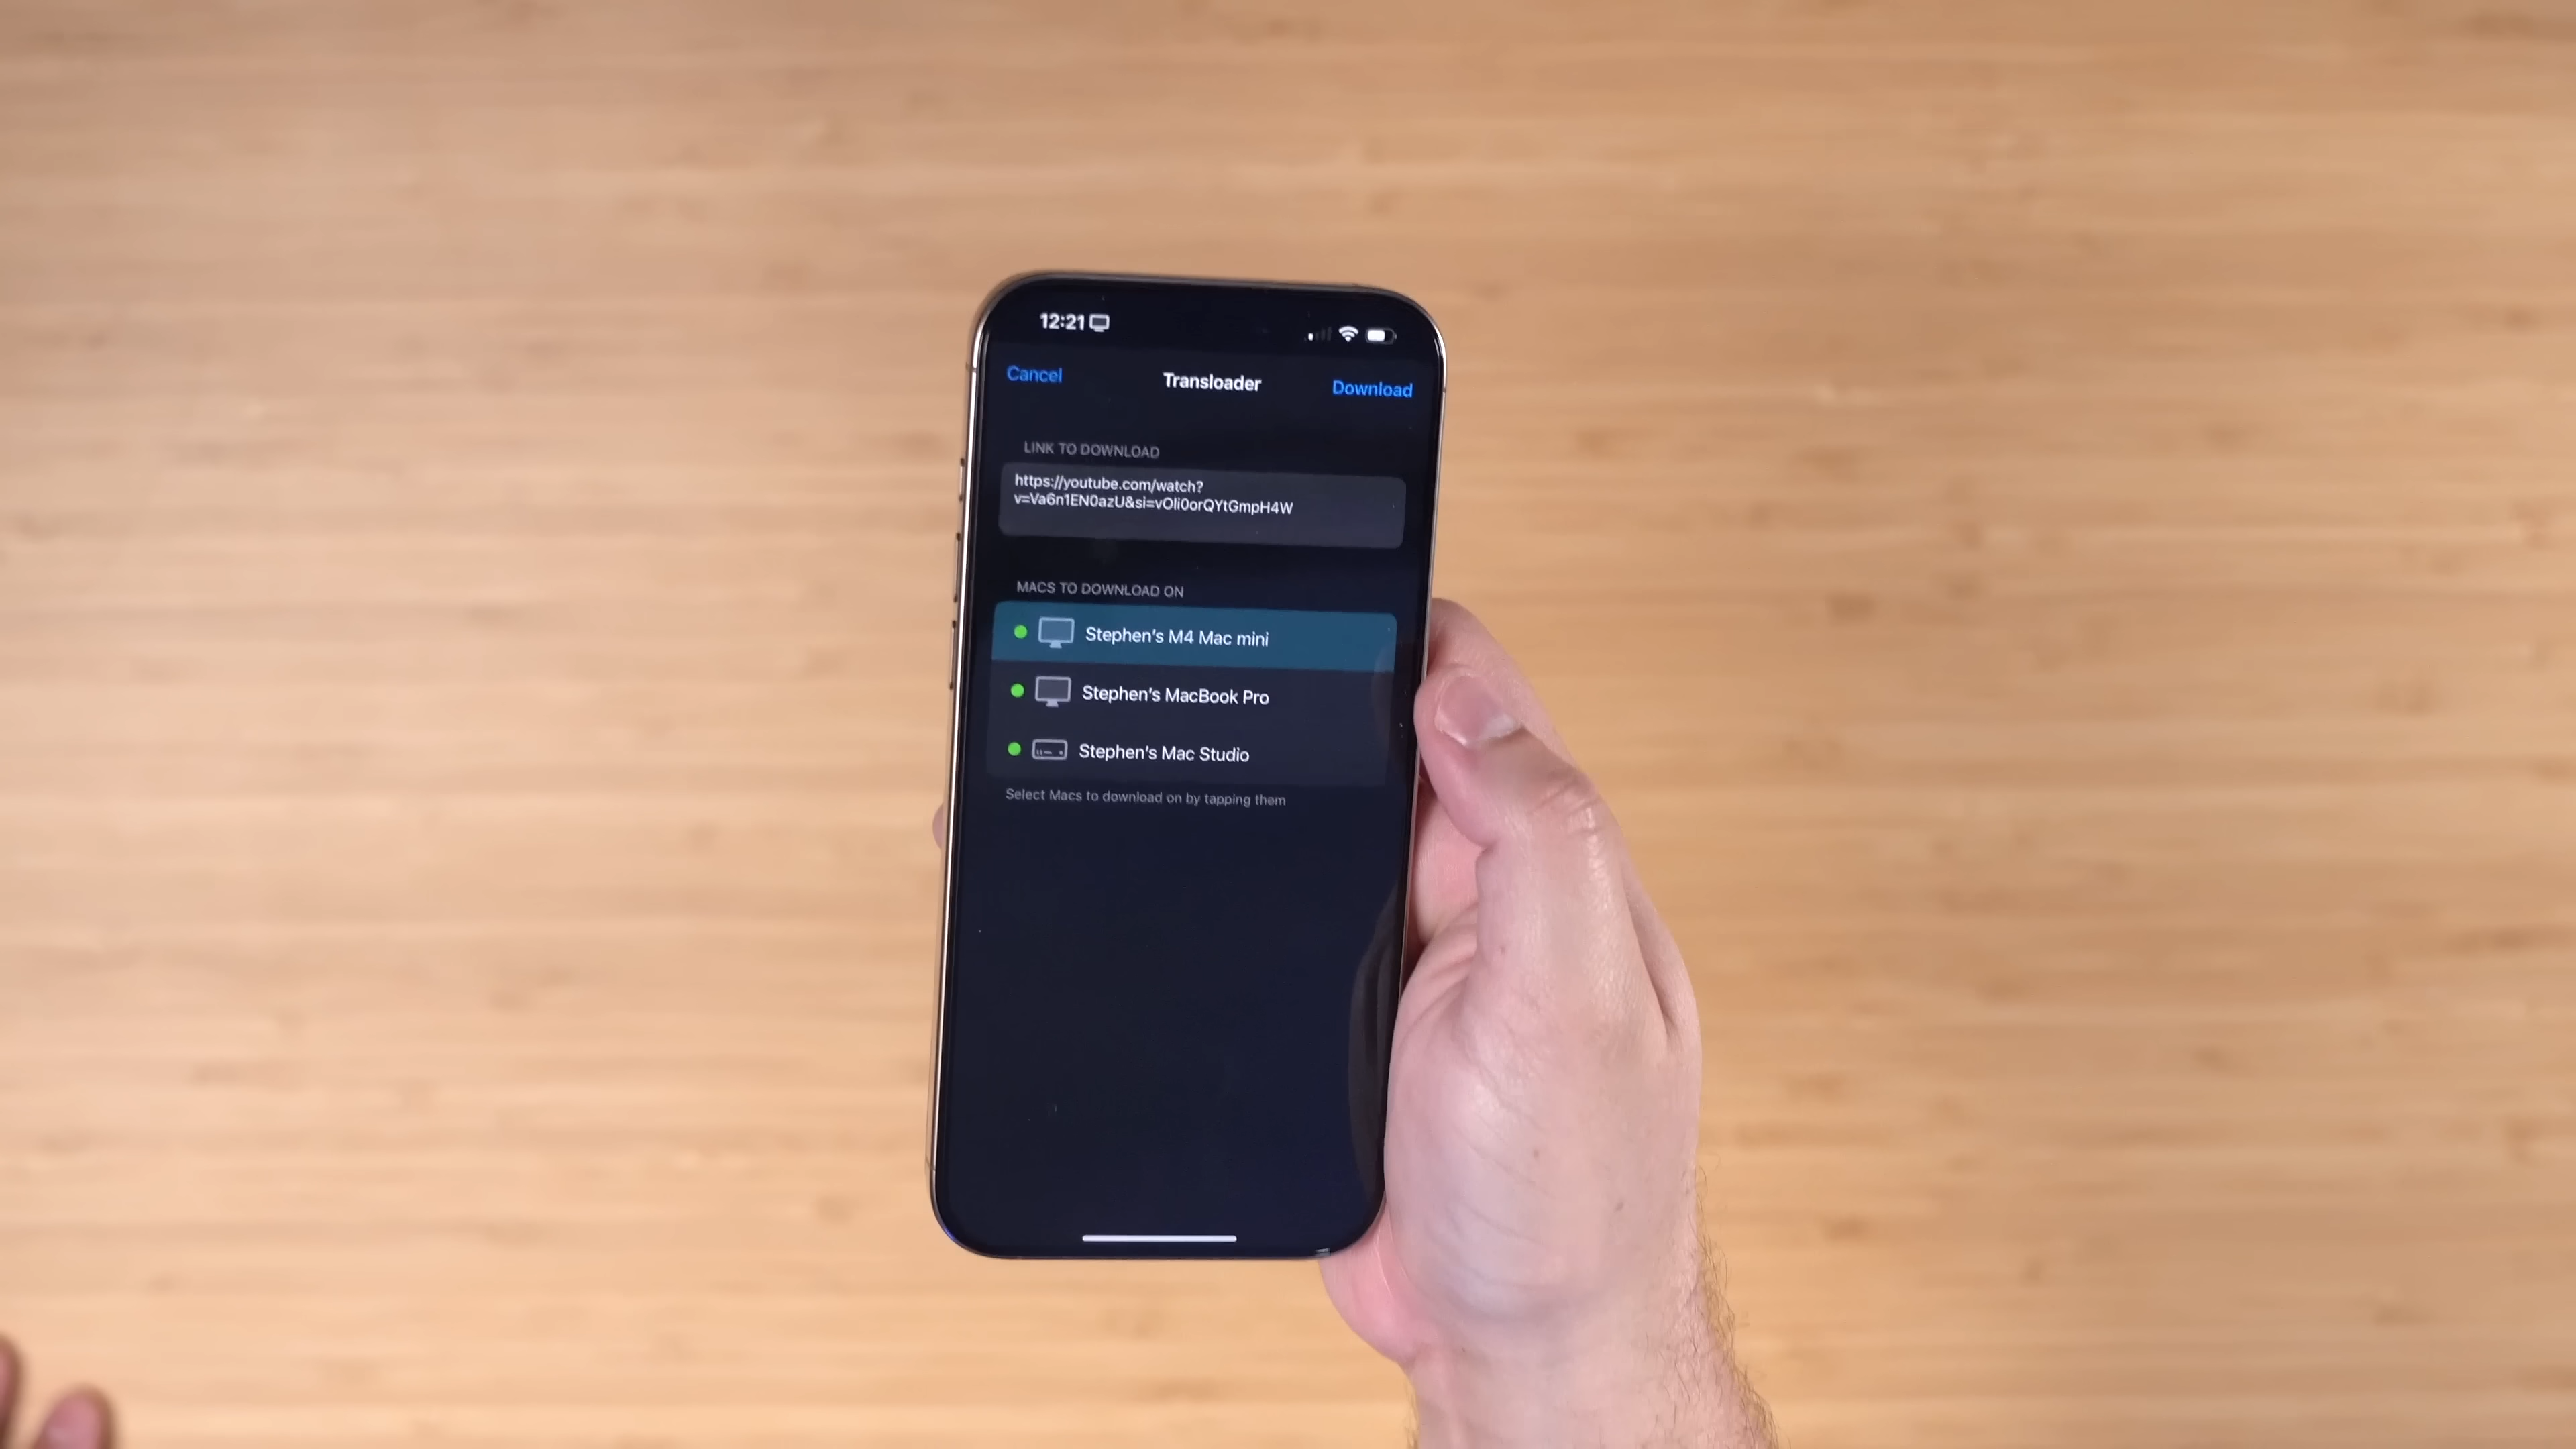 12:21
Cancel
Transloader
Download
LINK TO DOWNLOAD
https://youtube.com/watch?
v=Va6n1EN0azU&si=vOli0orQYtGmpH4W
MACS TO DOWNLOAD ON
Stephen's M4 Mac mini
Stephen's MacBook Pro
Stephen's Mac Studio
Select Macs to download on by tapping them